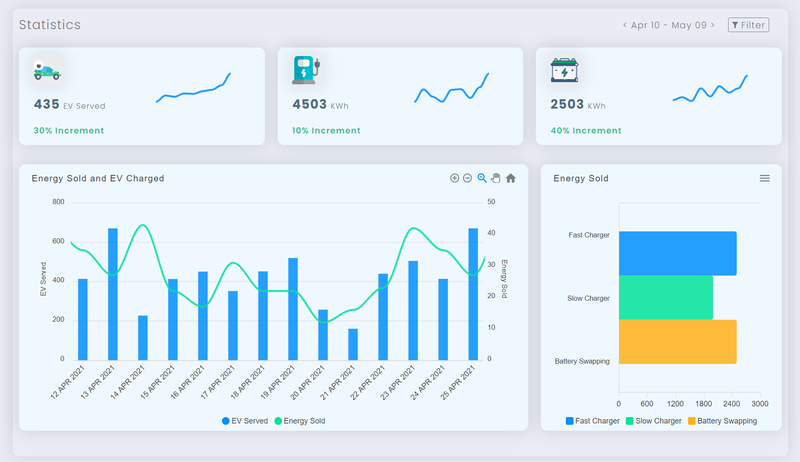 Statistics
< Apr 10 - May 09 >
Filter
435 EV Served
30% Increment
4503 KWh
10% Increment
2503 KWh
40% Increment
Energy Sold and EV Charged
800
600
400
200
0
EV Served
50
40
30
20
10
0
Energy Sold
12 APR 2021
13 APR 2021
14 APR 2021
15 APR 2021
16 APR 2021
17 APR 2021
18 APR 2021
19 APR 2021
20 APR 2021
21 APR 2021
22 APR 2021
23 APR 2021
24 APR 2021
25 APR 2021
EV Served Energy Sold
Energy Sold
Fast Charger
Slow Charger
Battery Swapping
0 600 1200 1800 2400 3000
Fast Charger Slow Charger Battery Swapping